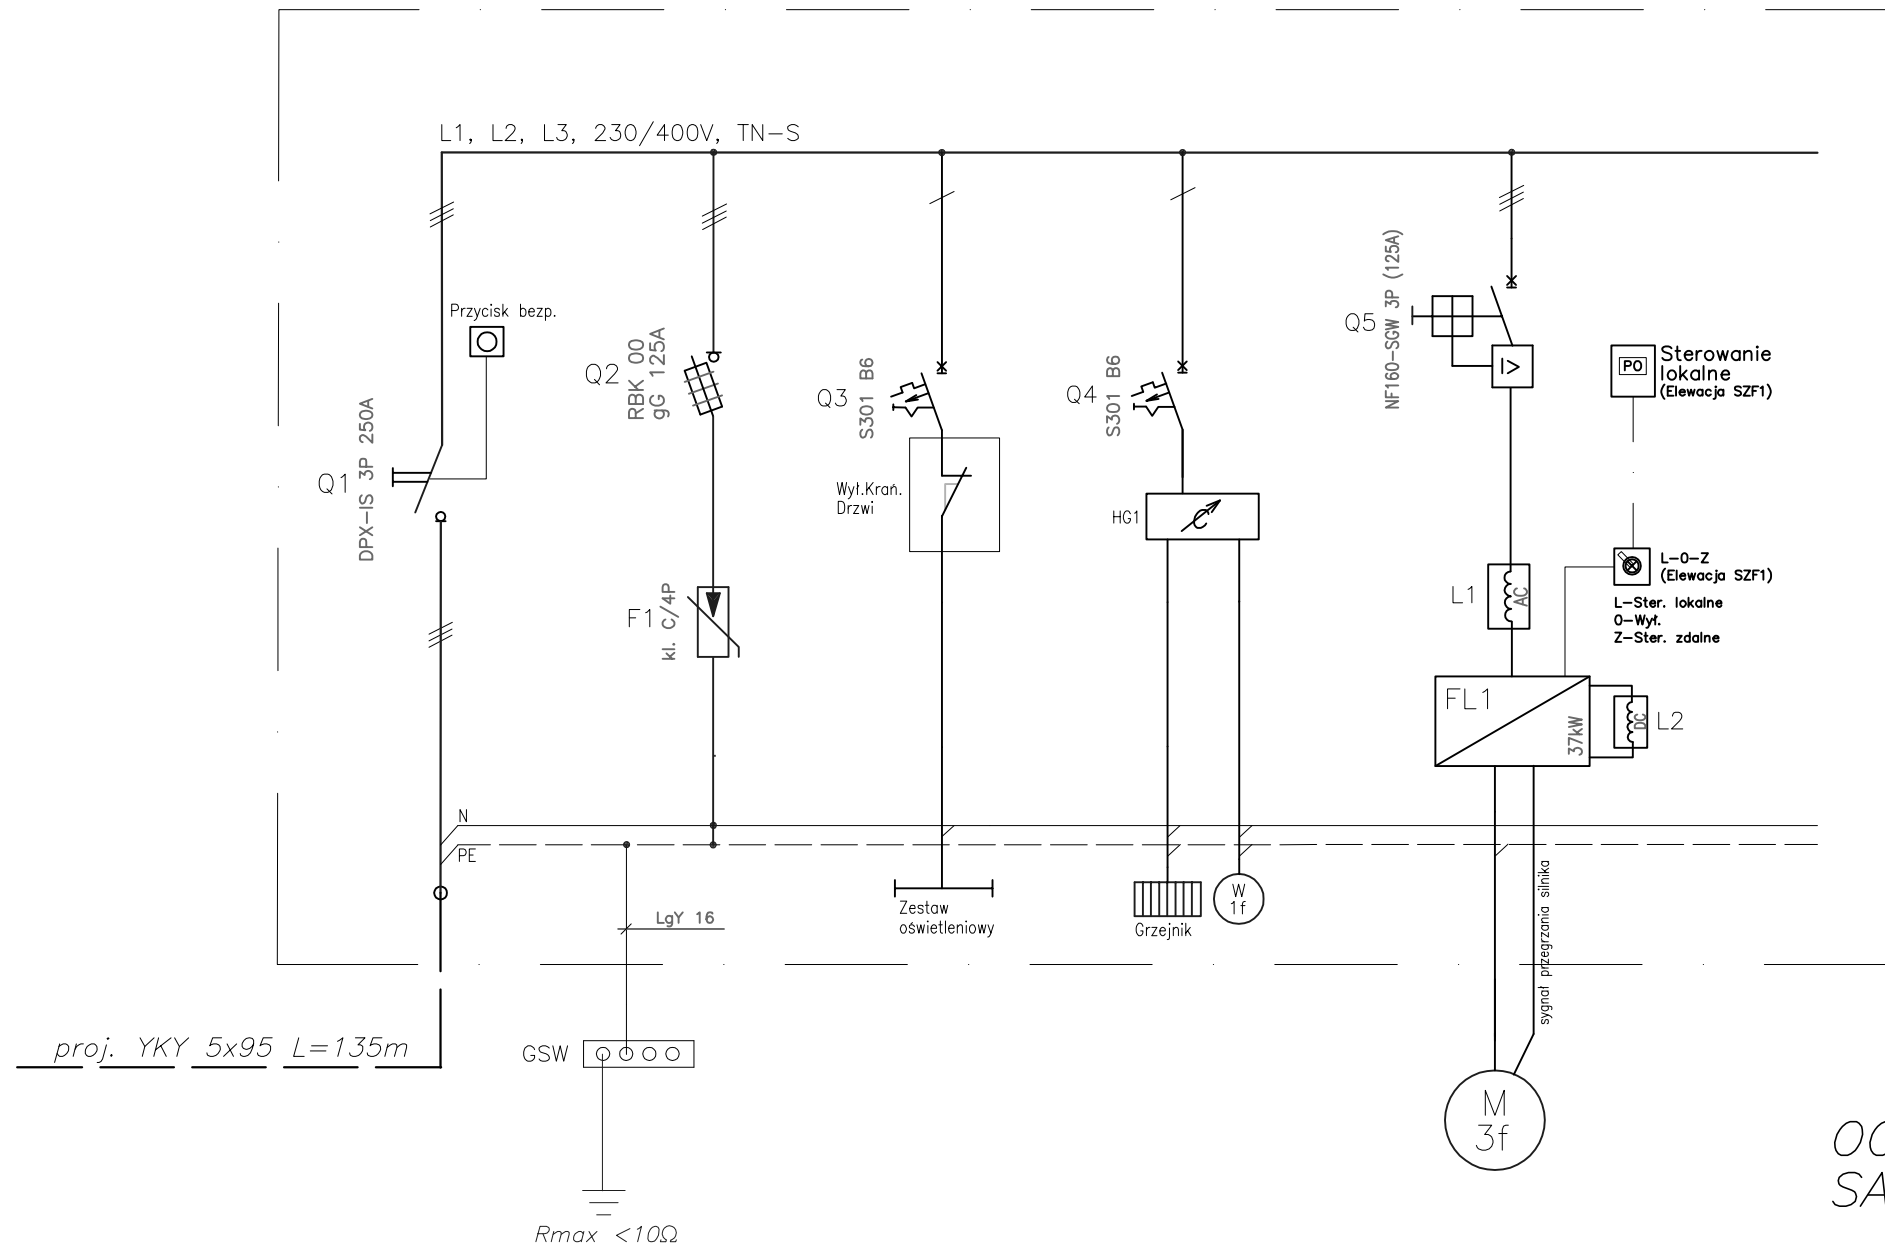 L1, L2, L3, 230/400V, TN-S
Przycisk bezp.
Q1
DPX-IS 3P 250A
Q2
RBK 00
gG 125A
F1
kl. C/4P
Q3
S301 B6
Wył.Krań.
Drzwi
Q4
S301 B6
HG1
Q5
NF160-SGW 3P (125A)
I>
PO
Sterowanie
lokalne
(Elewacja SZF1)
L-0-Z
(Elewacja SZF1)
L-Ster. lokalne
0-Wył.
Z-Ster. zdalne
L1
AC
FL1
37kW
DC
L2
N
PE
Zestaw
oświetleniowy
Grzejnik
W
1f
sygnał przegrzania silnika
LgY 16
proj. YKY 5x95 L=135m
GSW
M
3f
Rmax <10Ω
SA